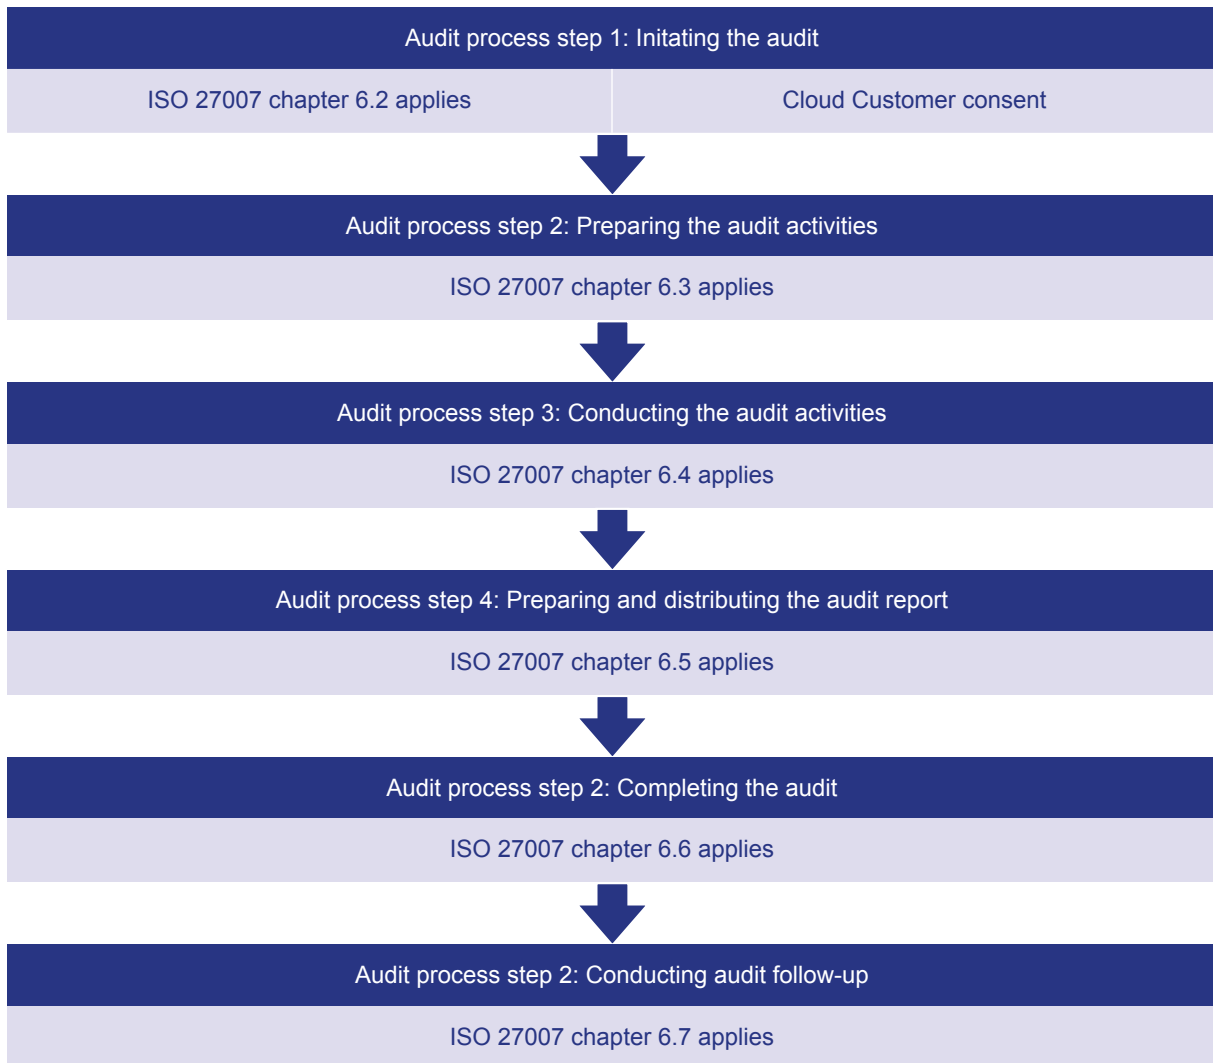 Audit process step 1: Initating the audit
ISO 27007 chapter 6.2 applies
Cloud Customer consent
Audit process step 2: Preparing the audit activities
ISO 27007 chapter 6.3 applies
Audit process step 3: Conducting the audit activities
ISO 27007 chapter 6.4 applies
Audit process step 4: Preparing and distributing the audit report
ISO 27007 chapter 6.5 applies
Audit process step 2: Completing the audit
ISO 27007 chapter 6.6 applies
Audit process step 2: Conducting audit follow-up
ISO 27007 chapter 6.7 applies